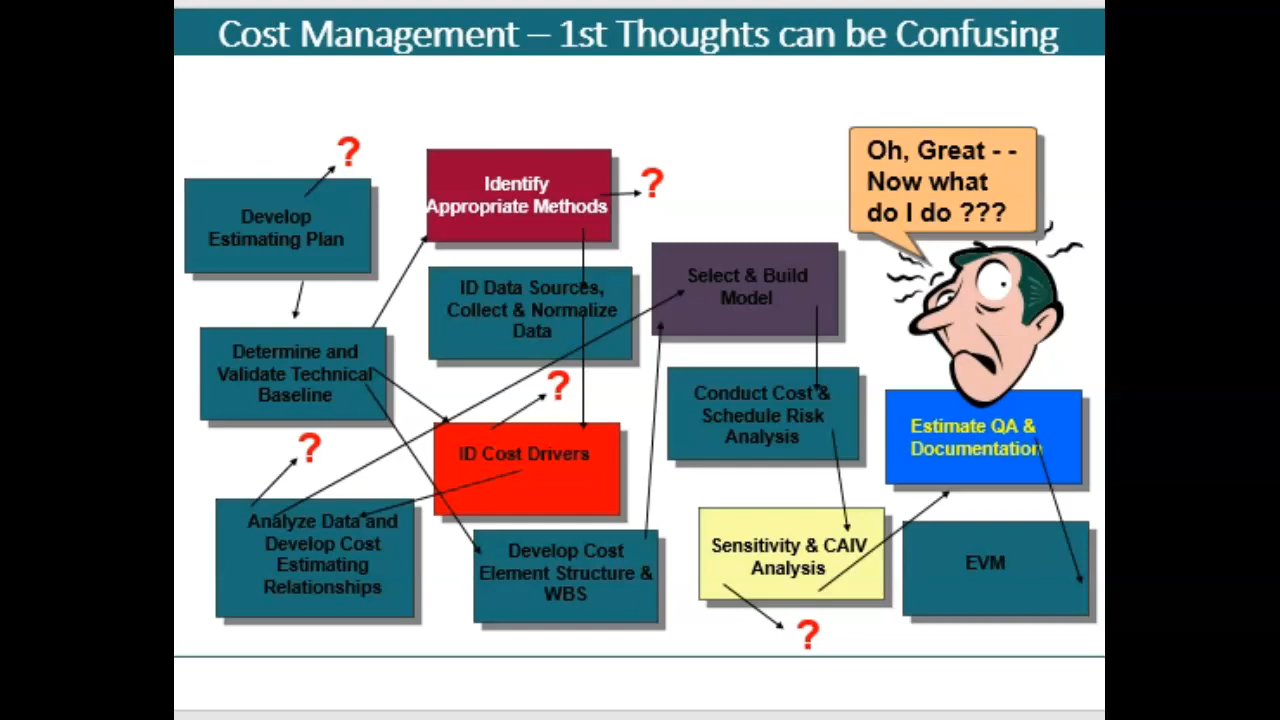 Cost Management – 1st Thoughts can be Confusing
?
Develop
Estimating Plan
Identify
Appropriate Methods
?
Oh, Great - -
Now what
do I do ???
ID Data Sources,
Collect & Normalize
Data
Select & Build
Model
Determine and
Validate Technical
Baseline
?
Conduct Cost &
Schedule Risk
Analysis
Estimate QA &
Documentation
?
ID Cost Drivers
Analyze Data and
Develop Cost
Estimating
Relationships
Develop Cost
Element Structure &
WBS
Sensitivity & CAIV
Analysis
EVM
?